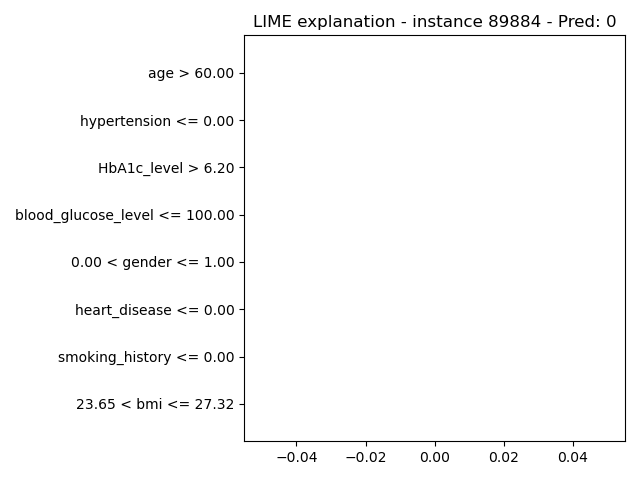 LIME explanation - instance 89884 - Pred: 0
age > 60.00
hypertension <= 0.00
HbA1c_level > 6.20
blood_glucose_level <= 100.00
0.00 < gender <= 1.00
heart_disease <= 0.00
smoking_history <= 0.00
23.65 < bmi <= 27.32
−0.04 −0.02 0.00 0.02 0.04